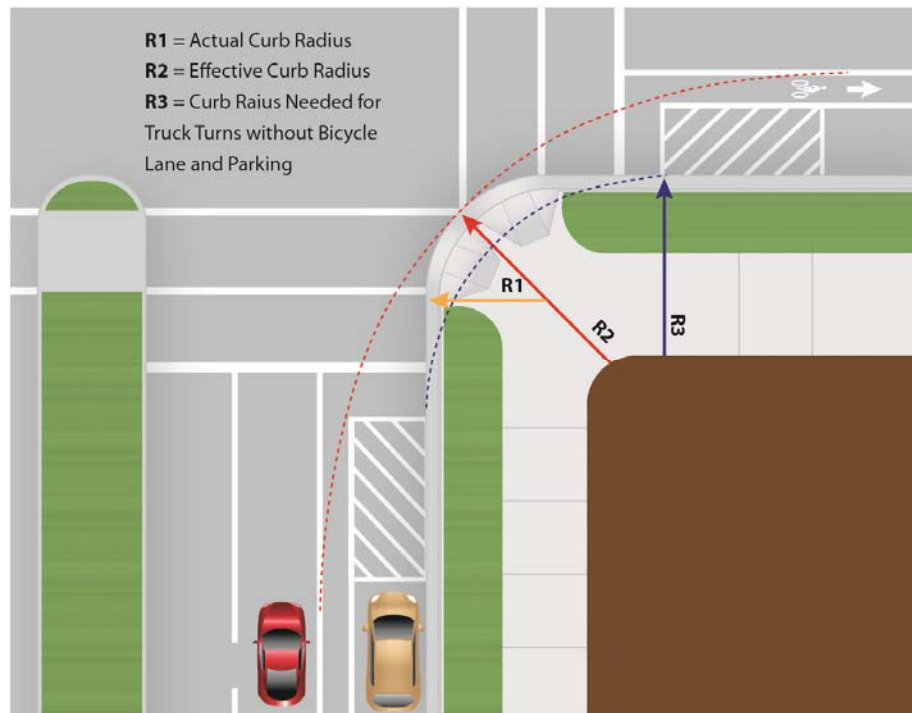 R1 = Actual Curb Radius
R2 = Effective Curb Radius
R3 = Curb Raius Needed for
Truck Turns without Bicycle
Lane and Parking
R1
R2
R3